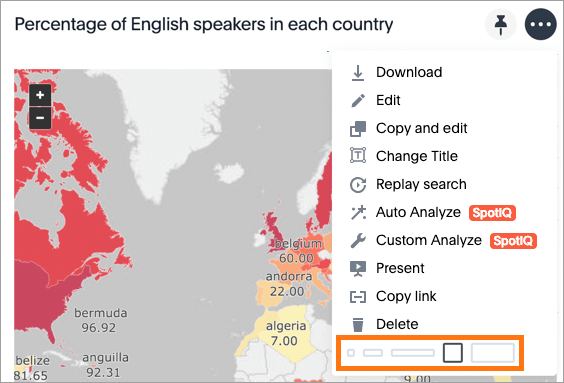 Percentage of English speakers in each country
+
−
Download
Edit
Copy and edit
Change Title
Replay search
Auto Analyze SpotIQ
Custom Analyze SpotIQ
Present
Copy link
Delete
belgium
60.00
andorra
22.00
bermuda
96.92
algeria
7.00
belize
81.65
anguilla
92.31
9.00